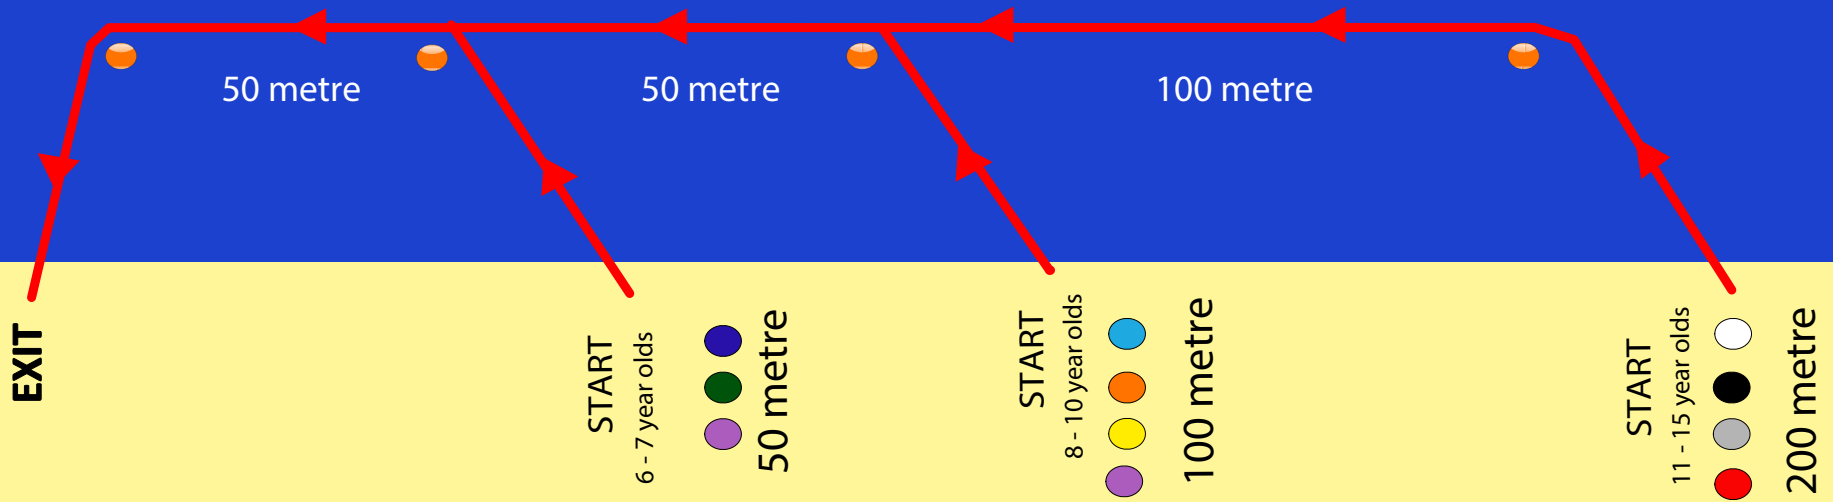 50 metre
50 metre
100 metre
EXIT
START
6 - 7 year olds
50 metre
START
8 - 10 year olds
100 metre
START
11 - 15 year olds
200 metre